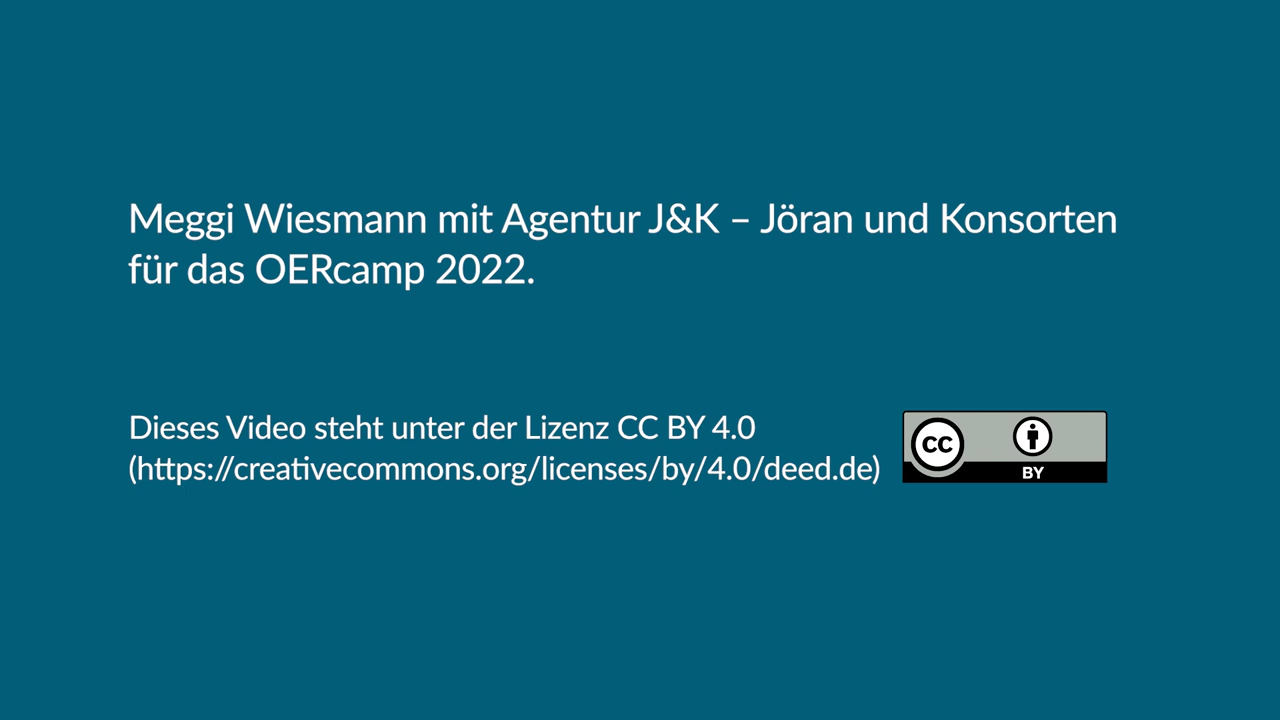 Meggi Wiesmann mit Agentur J&K – Jöran und Konsorten
für das OERcamp 2022.
Dieses Video steht unter der Lizenz CC BY 4.0
(https://creativecommons.org/licenses/by/4.0/deed.de)
CC
BY